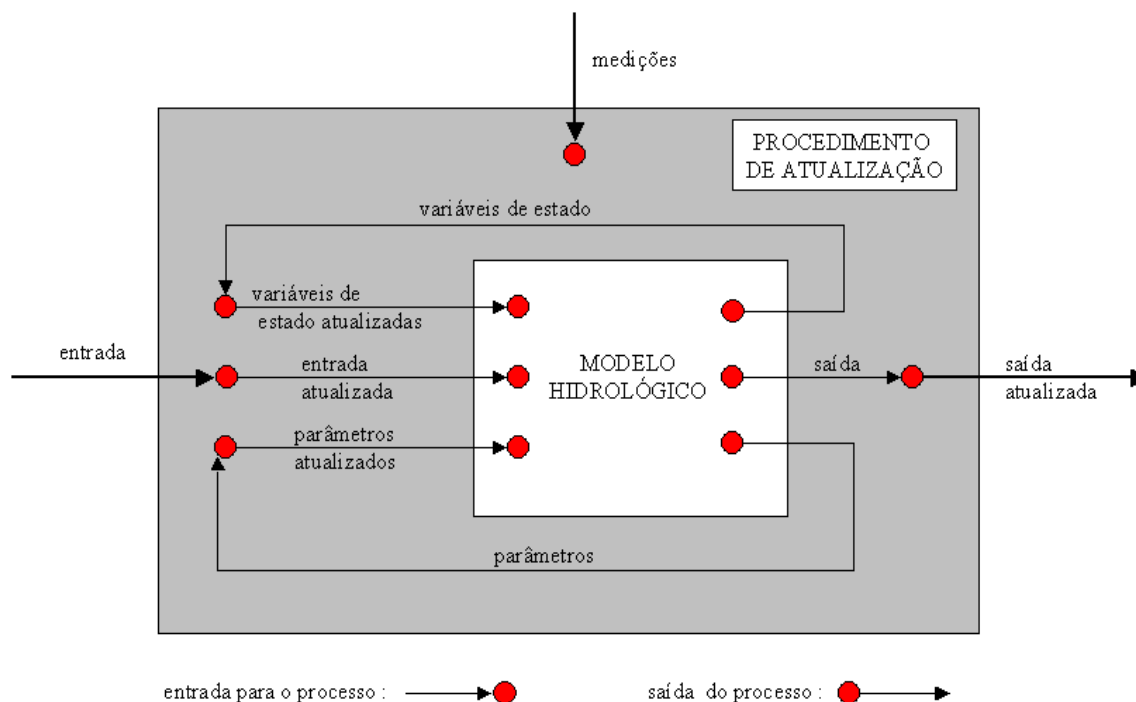 medições
PROCEDIMENTO
DE ATUALIZAÇÃO
variáveis de estado
variáveis de
estado atualizadas
entrada
entrada
atualizada
MODELO
HIDROLÓGICO
saída
saída
atualizada
parâmetros
atualizados
parâmetros
entrada para o processo :
saída do processo :